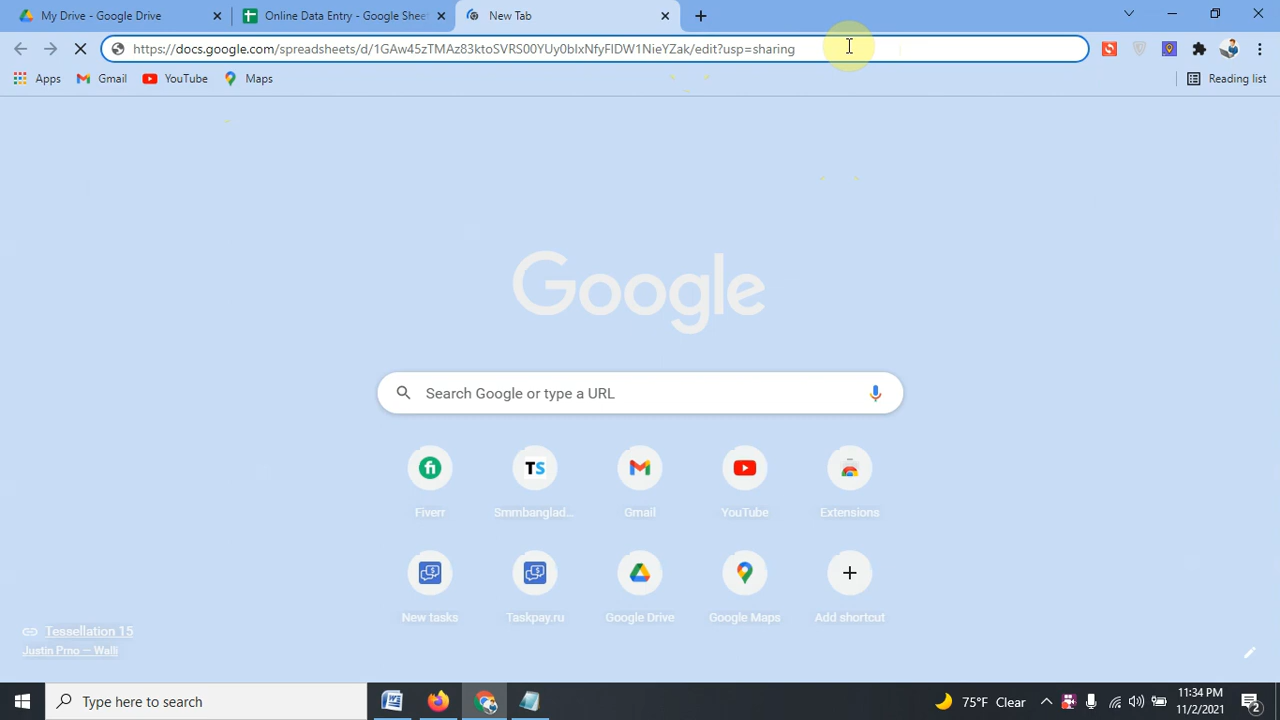 My Drive - Google Drive
Online Data Entry - Google Shee
New Tab
https://docs.google.com/spreadsheets/d/1GAw45zTMAz83ktoSVRS00YUy0bIxNfyFIDW1NieYZak/edit?usp=sharing
Apps
Gmail
YouTube
Maps
Reading list
Google
Search Google or type a URL
Fiverr
TS
Smmbanglad...
Gmail
YouTube
Extensions
New tasks
Taskpay.ru
Google Drive
Google Maps
Add shortcut
Tessellation 15
Justin Prno — Walli
Type here to search
75°F Clear
11:34 PM
11/2/2021
2